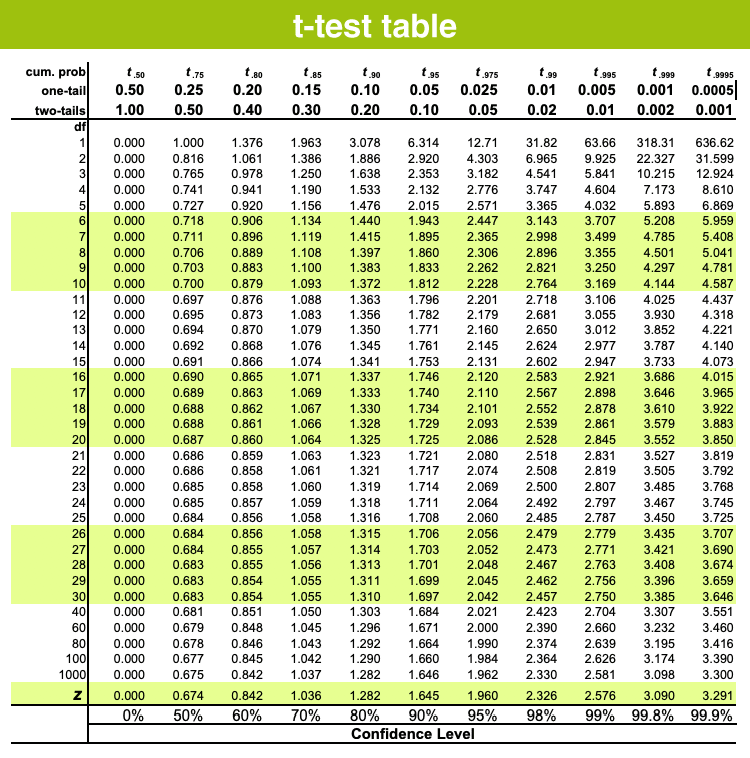 t-test table
cum. prob t .50 t .75 t .80 t .85 t .90 t .95 t .975 t .99 t .995 t .999 t .9995
one-tail 0.50 0.25 0.20 0.15 0.10 0.05 0.025 0.01 0.005 0.001 0.0005
two-tails 1.00 0.50 0.40 0.30 0.20 0.10 0.05 0.02 0.01 0.002 0.001
df
1 0.000 1.000 1.376 1.963 3.078 6.314 12.71 31.82 63.66 318.31 636.62
2 0.000 0.816 1.061 1.386 1.886 2.920 4.303 6.965 9.925 22.327 31.599
3 0.000 0.765 0.978 1.250 1.638 2.353 3.182 4.541 5.841 10.215 12.924
4 0.000 0.741 0.941 1.190 1.533 2.132 2.776 3.747 4.604 7.173 8.610
5 0.000 0.727 0.920 1.156 1.476 2.015 2.571 3.365 4.032 5.893 6.869
6 0.000 0.718 0.906 1.134 1.440 1.943 2.447 3.143 3.707 5.208 5.959
7 0.000 0.711 0.896 1.119 1.415 1.895 2.365 2.998 3.499 4.785 5.408
8 0.000 0.706 0.889 1.108 1.397 1.860 2.306 2.896 3.355 4.501 5.041
9 0.000 0.703 0.883 1.100 1.383 1.833 2.262 2.821 3.250 4.297 4.781
10 0.000 0.700 0.879 1.093 1.372 1.812 2.228 2.764 3.169 4.144 4.587
11 0.000 0.697 0.876 1.088 1.363 1.796 2.201 2.718 3.106 4.025 4.437
12 0.000 0.695 0.873 1.083 1.356 1.782 2.179 2.681 3.055 3.930 4.318
13 0.000 0.694 0.870 1.079 1.350 1.771 2.160 2.650 3.012 3.852 4.221
14 0.000 0.692 0.868 1.076 1.345 1.761 2.145 2.624 2.977 3.787 4.140
15 0.000 0.691 0.866 1.074 1.341 1.753 2.131 2.602 2.947 3.733 4.073
16 0.000 0.690 0.865 1.071 1.337 1.746 2.120 2.583 2.921 3.686 4.015
17 0.000 0.689 0.863 1.069 1.333 1.740 2.110 2.567 2.898 3.646 3.965
18 0.000 0.688 0.862 1.067 1.330 1.734 2.101 2.552 2.878 3.610 3.922
19 0.000 0.688 0.861 1.066 1.328 1.729 2.093 2.539 2.861 3.579 3.883
20 0.000 0.687 0.860 1.064 1.325 1.725 2.086 2.528 2.845 3.552 3.850
21 0.000 0.686 0.859 1.063 1.323 1.721 2.080 2.518 2.831 3.527 3.819
22 0.000 0.686 0.858 1.061 1.321 1.717 2.074 2.508 2.819 3.505 3.792
23 0.000 0.685 0.858 1.060 1.319 1.714 2.069 2.500 2.807 3.485 3.768
24 0.000 0.685 0.857 1.059 1.318 1.711 2.064 2.492 2.797 3.467 3.745
25 0.000 0.684 0.856 1.058 1.316 1.708 2.060 2.485 2.787 3.450 3.725
26 0.000 0.684 0.856 1.058 1.315 1.706 2.056 2.479 2.779 3.435 3.707
27 0.000 0.684 0.855 1.057 1.314 1.703 2.052 2.473 2.771 3.421 3.690
28 0.000 0.683 0.855 1.056 1.313 1.701 2.048 2.467 2.763 3.408 3.674
29 0.000 0.683 0.854 1.055 1.311 1.699 2.045 2.462 2.756 3.396 3.659
30 0.000 0.683 0.854 1.055 1.310 1.697 2.042 2.457 2.750 3.385 3.646
40 0.000 0.681 0.851 1.050 1.303 1.684 2.021 2.423 2.704 3.307 3.551
60 0.000 0.679 0.848 1.045 1.296 1.671 2.000 2.390 2.660 3.232 3.460
80 0.000 0.678 0.846 1.043 1.292 1.664 1.990 2.374 2.639 3.195 3.416
100 0.000 0.677 0.845 1.042 1.290 1.660 1.984 2.364 2.626 3.174 3.390
1000 0.000 0.675 0.842 1.037 1.282 1.646 1.962 2.330 2.581 3.098 3.300
Z 0.000 0.674 0.842 1.036 1.282 1.645 1.960 2.326 2.576 3.090 3.291
0% 50% 60% 70% 80% 90% 95% 98% 99% 99.8% 99.9%
Confidence Level